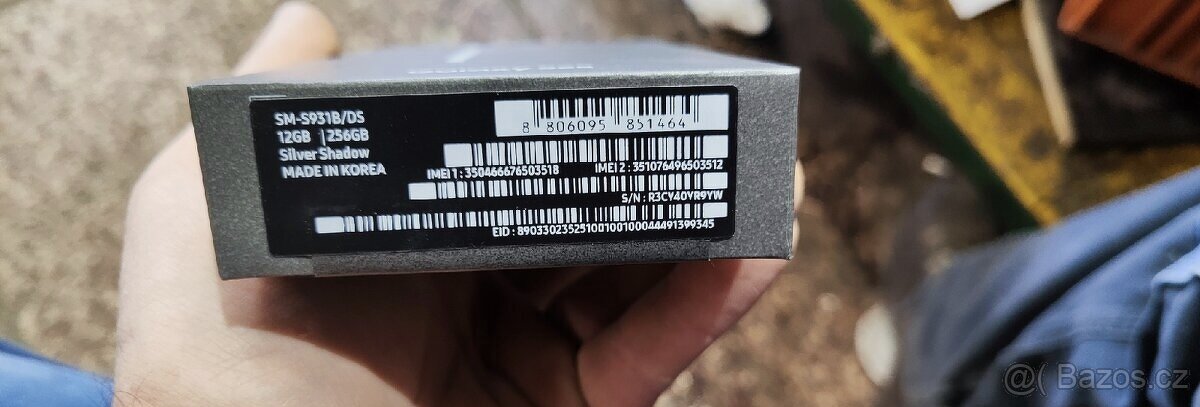 SM-S931B/DS
12GB | 256GB
Silver Shadow
MADE IN KOREA
8 806095 851464
IMEI 1 : 350466676503518
IMEI 2 : 351076496503512
S/N : R3CY40YR9YW
EID : 89033023525100100100044491399345
@( Bazos.cz